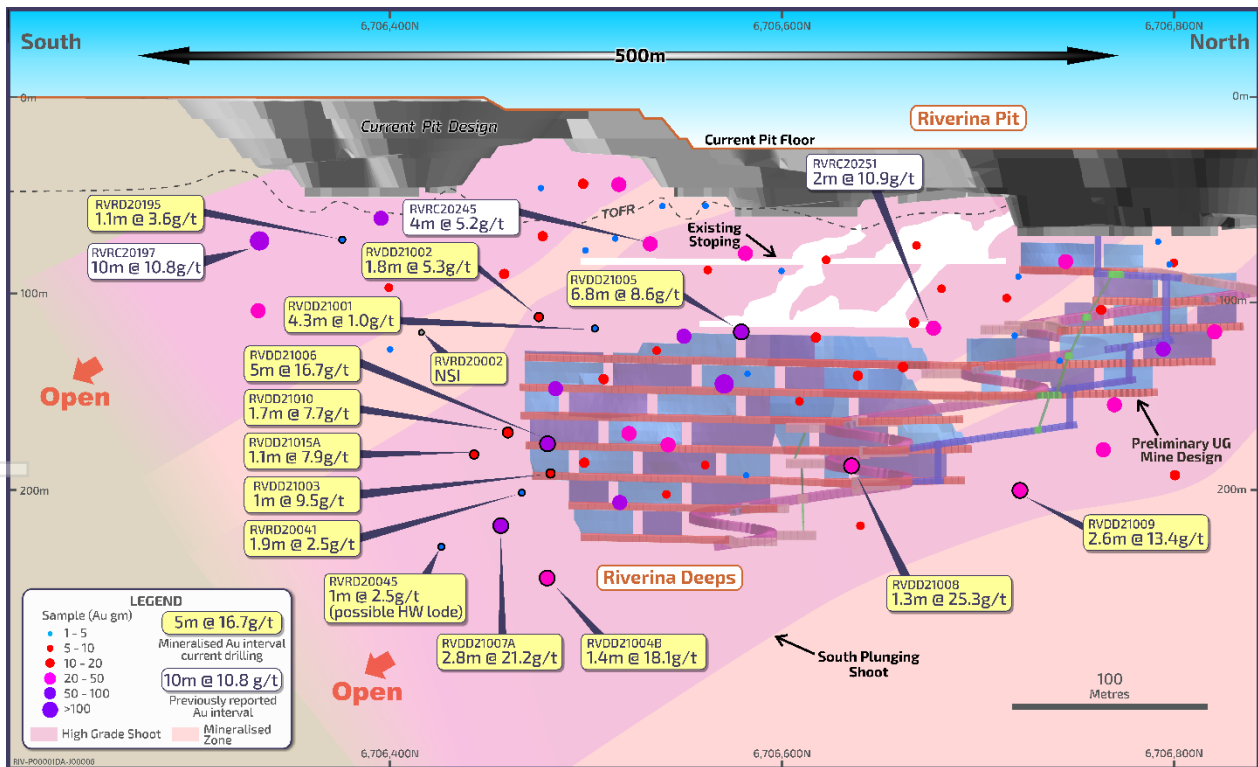 6,706,400N
6,706,600N
6,706,800N
South
North
500m
0m
0m
Current Pit Design
Current Pit Floor
Riverina Pit
RVRC20251
2m @ 10.9g/t
RVRD20195
1.1m @ 3.6g/t
RVRC20245
4m @ 5.2g/t
TOFR
Existing
Stoping
RVRC20197
10m @ 10.8g/t
RVDD21002
1.8m @ 5.3g/t
RVDD21005
6.8m @ 8.6g/t
100m
100m
RVDD21001
4.3m @ 1.0g/t
RVRD20002
NSI
RVDD21006
5m @ 16.7g/t
Open
RVDD21010
1.7m @ 7.7g/t
RVDD21015A
1.1m @ 7.9g/t
Preliminary UG
Mine Design
RVDD21003
1m @ 9.5g/t
200m
200m
RVRD20041
1.9m @ 2.5g/t
RVDD21009
2.6m @ 13.4g/t
RVRD20045
1m @ 2.5g/t
(possible HW lode)
Riverina Deeps
RVDD21008
1.3m @ 25.3g/t
RVDD21007A
2.8m @ 21.2g/t
RVDD21004B
1.4m @ 18.1g/t
South Plunging
Shoot
Open
LEGEND
Sample (Au gm)
1 - 5
5 - 10
10 - 20
20 - 50
50 - 100
>100
5m @ 16.7g/t
Mineralised Au interval
current drilling
10m @ 10.8 g/t
Previously reported
Au interval
High Grade Shoot
Mineralised
Zone
100
Metres
RIV-P00001DA-J00006
6,706,400N
6,706,600N
6,706,800N